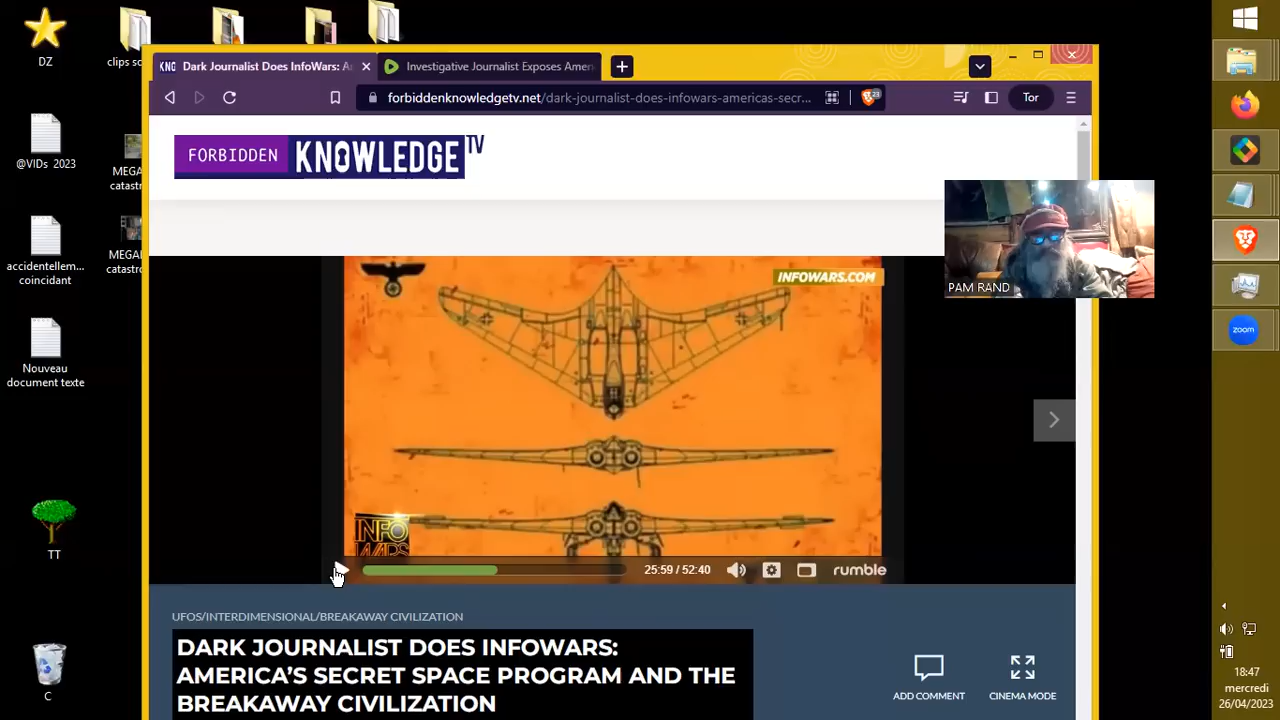 DZ
clips sc
@VIDs 2023
MEGA
catastr
accidentellem...
coincidant
MEGA
catastr
Nouveau
document texte
TT
C
KNO Dark Journalist Does InfoWars: A
Investigative Journalist Exposes Amer
forbiddenknowledgetv.net/dark-journalist-does-infowars-americas-secr...
23
Tor
FORBIDDEN KNOWLEDGE TV
INFOWARS.COM
PAM RAND
INFO
WARS
25:59 / 52:40
rumble
UFOS/INTERDIMENSIONAL/BREAKAWAY CIVILIZATION
DARK JOURNALIST DOES INFOWARS:
AMERICA'S SECRET SPACE PROGRAM AND THE
BREAKAWAY CIVILIZATION
ADD COMMENT
CINEMA MODE
zoom
18:47
mercredi
26/04/2023